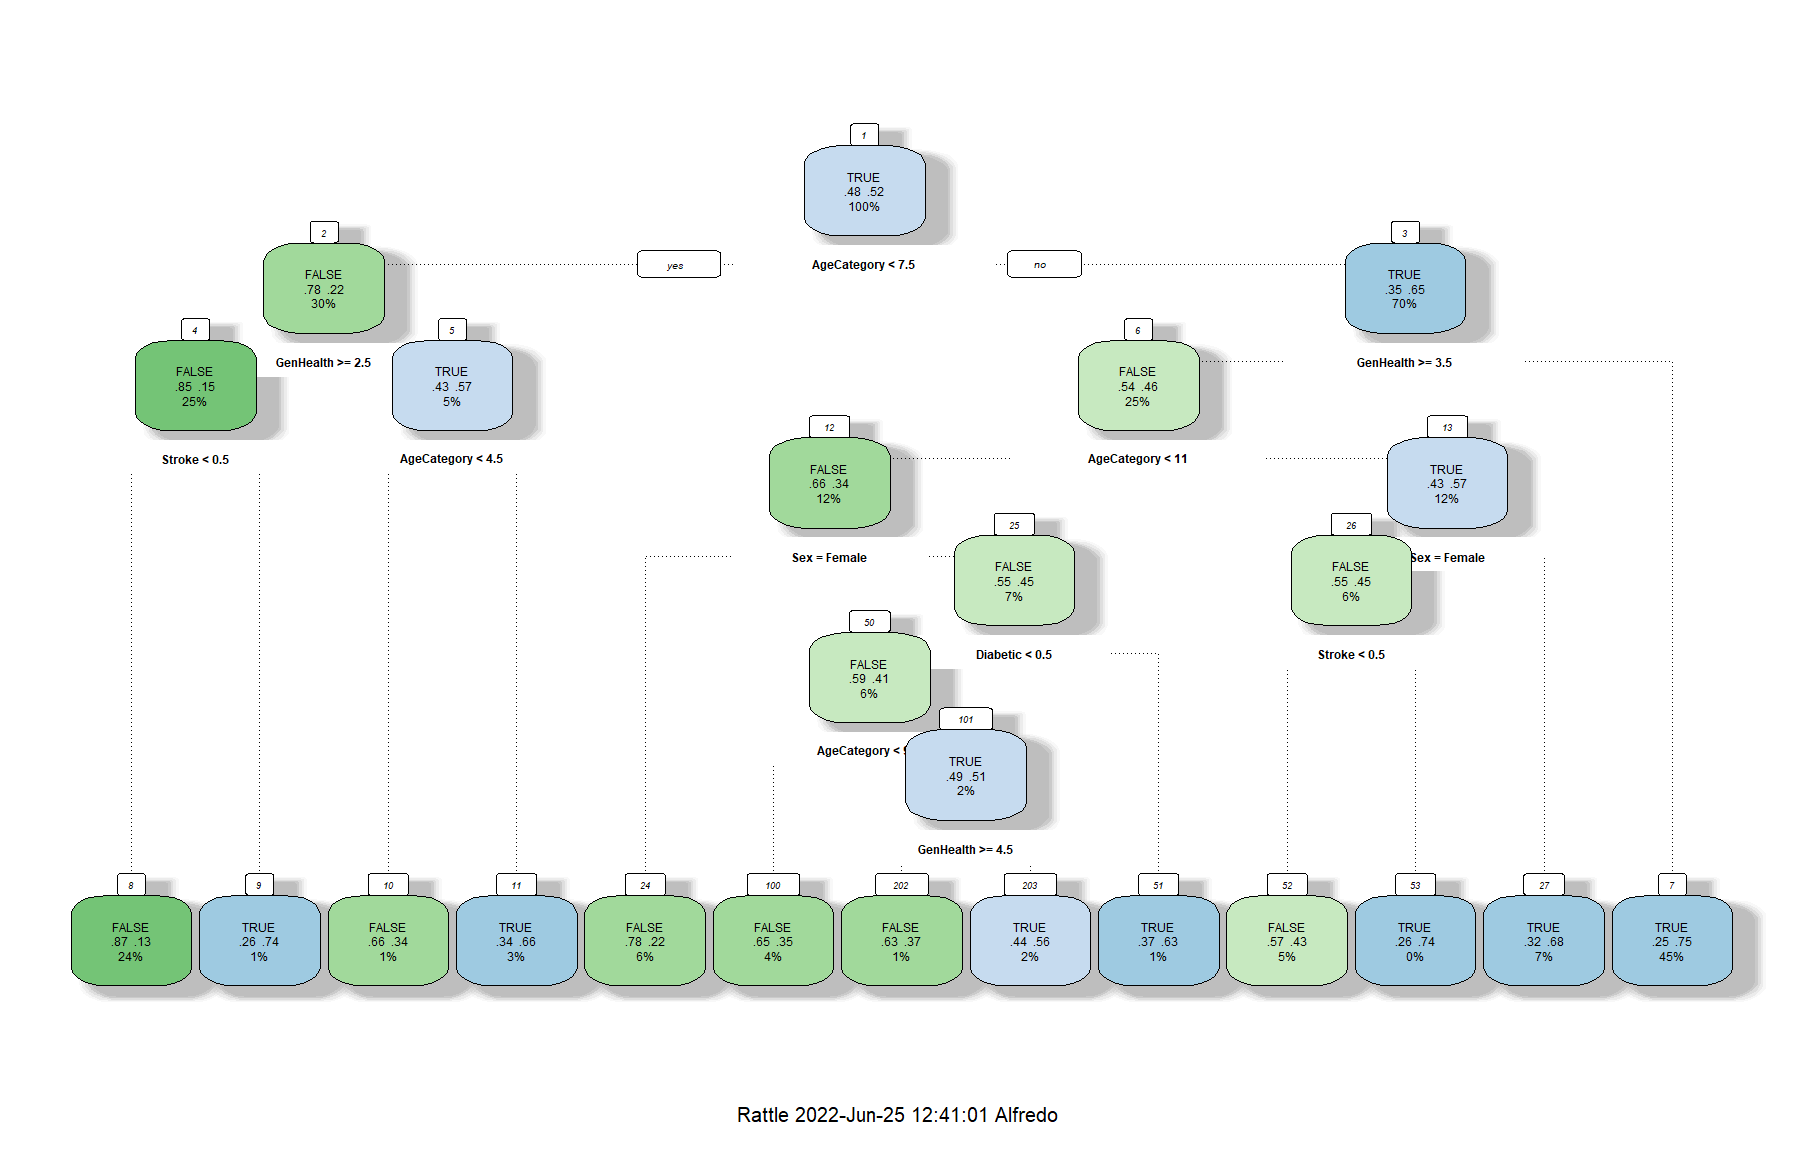 1
TRUE
.48 .52
100%
yes
AgeCategory < 7.5
no
2
FALSE
.78 .22
30%
GenHealth >= 2.5
3
TRUE
.35 .65
70%
GenHealth >= 3.5
4
FALSE
.85 .15
25%
Stroke < 0.5
5
TRUE
.43 .57
5%
AgeCategory < 4.5
6
FALSE
.54 .46
25%
AgeCategory < 11
12
FALSE
.66 .34
12%
Sex = Female
13
TRUE
.43 .57
12%
Sex = Female
25
FALSE
.55 .45
7%
Diabetic < 0.5
26
FALSE
.55 .45
6%
Stroke < 0.5
50
FALSE
.59 .41
6%
AgeCategory <
101
TRUE
.49 .51
2%
GenHealth >= 4.5
8
FALSE
.87 .13
24%
9
TRUE
.26 .74
1%
10
FALSE
.66 .34
1%
11
TRUE
.34 .66
3%
24
FALSE
.78 .22
6%
100
FALSE
.65 .35
4%
202
FALSE
.63 .37
1%
203
TRUE
.44 .56
2%
51
TRUE
.37 .63
1%
52
FALSE
.57 .43
5%
53
TRUE
.26 .74
0%
27
TRUE
.32 .68
7%
7
TRUE
.25 .75
45%
Rattle 2022-Jun-25 12:41:01 Alfredo